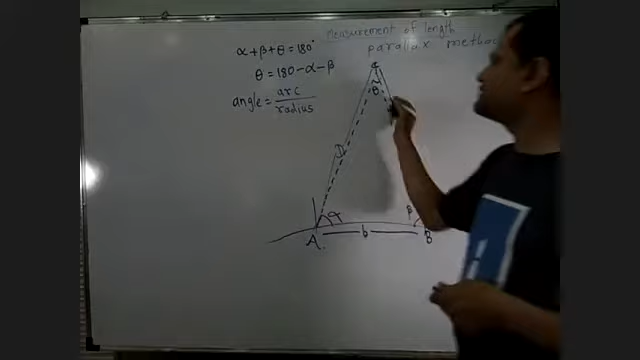 measurement of length
parallax method
α+β+θ=180°
θ = 180-α-β
angle = arc
radius
C
θ
D
α
β
A
b
B